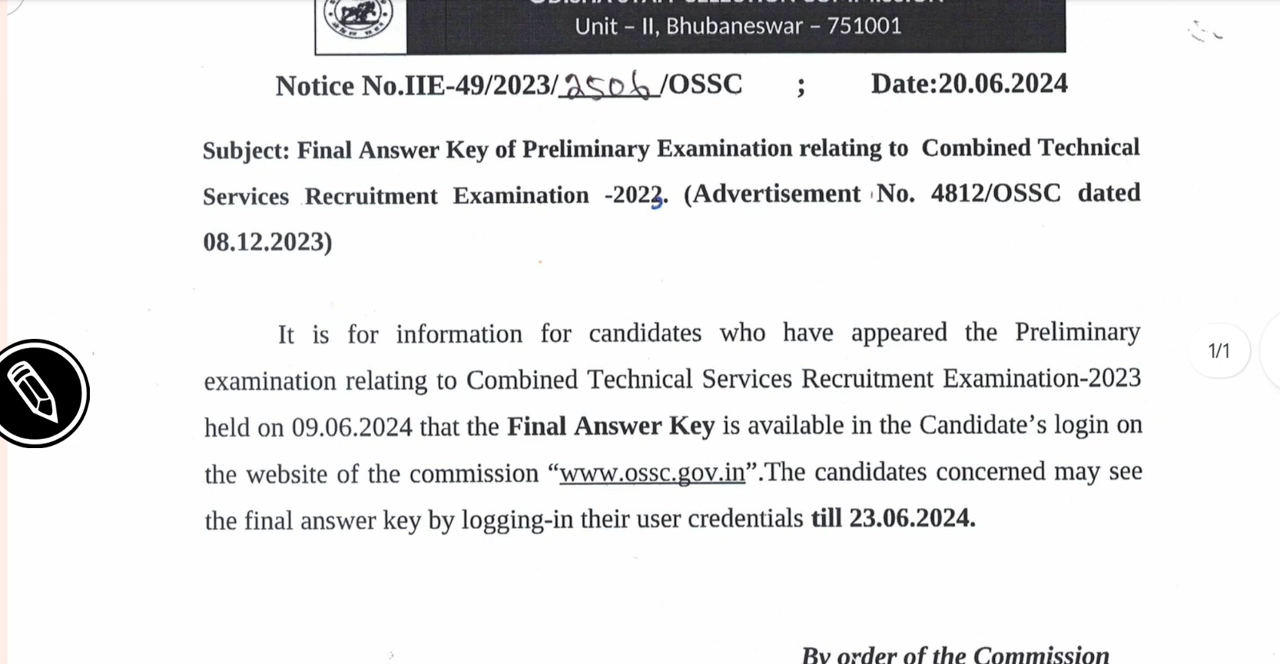 ODISHA STAFF SELECTION COMMISSION
Unit – II, Bhubaneswar – 751001
Notice No.IIE-49/2023/2506/OSSC ; Date:20.06.2024
Subject: Final Answer Key of Preliminary Examination relating to Combined Technical
Services Recruitment Examination -2023. (Advertisement No. 4812/OSSC dated
08.12.2023)
It is for information for candidates who have appeared the Preliminary
examination relating to Combined Technical Services Recruitment Examination-2023
held on 09.06.2024 that the Final Answer Key is available in the Candidate’s login on
the website of the commission “www.ossc.gov.in”.The candidates concerned may see
the final answer key by logging-in their user credentials till 23.06.2024.
1/1
By order of the Commission